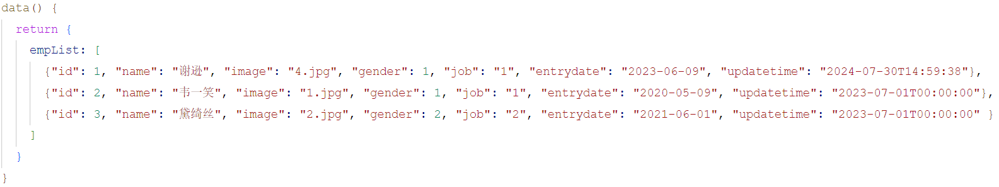 data() {
return {
empList: [
{"id": 1, "name": "谢逊", "image": "4.jpg", "gender": 1, "job": "1", "entrydate": "2023-06-09", "updatetime": "2024-07-30T14:59:38"},
{"id": 2, "name": "韦一笑", "image": "1.jpg", "gender": 1, "job": "1", "entrydate": "2020-05-09", "updatetime": "2023-07-01T00:00:00"},
{"id": 3, "name": "黛绮丝", "image": "2.jpg", "gender": 2, "job": "2", "entrydate": "2021-06-01", "updatetime": "2023-07-01T00:00:00" }
]
}
}